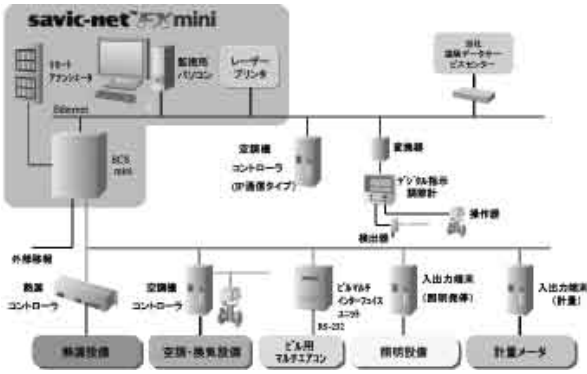 savic-net™FX mini
リモート
アナンシエータ
監視用
パソコン
レーザー
プリンタ
当社
遠隔データサー
ビスセンター
Ethernet
BCS
mini
空調機
コントローラ
(IP通信タイプ)
変換器
デジタル指示
調節計
操作器
検出器
外部移報
熱源
コントローラ
空調機
コントローラ
ビルマルチ
インターフェイス
ユニット
RS-232
入出力端末
(照明発停)
入出力端末
(計量)
熱源設備
空調・換気設備
ビル用
マルチエアコン
照明設備
計量メータ